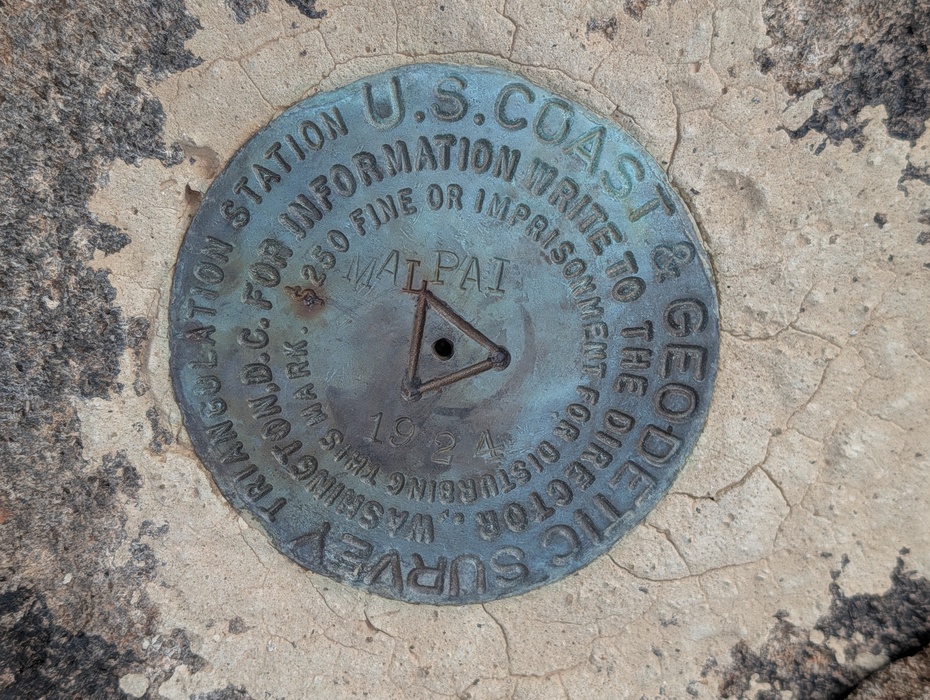 U.S. COAST & GEODETIC SURVEY
TRIANGULATION STATION
FOR INFORMATION WRITE TO THE DIRECTOR., WASHINGTON.D.C.
$250 FINE OR IMPRISONMENT FOR DISTURBING THIS MARK.
MALPAI
1924